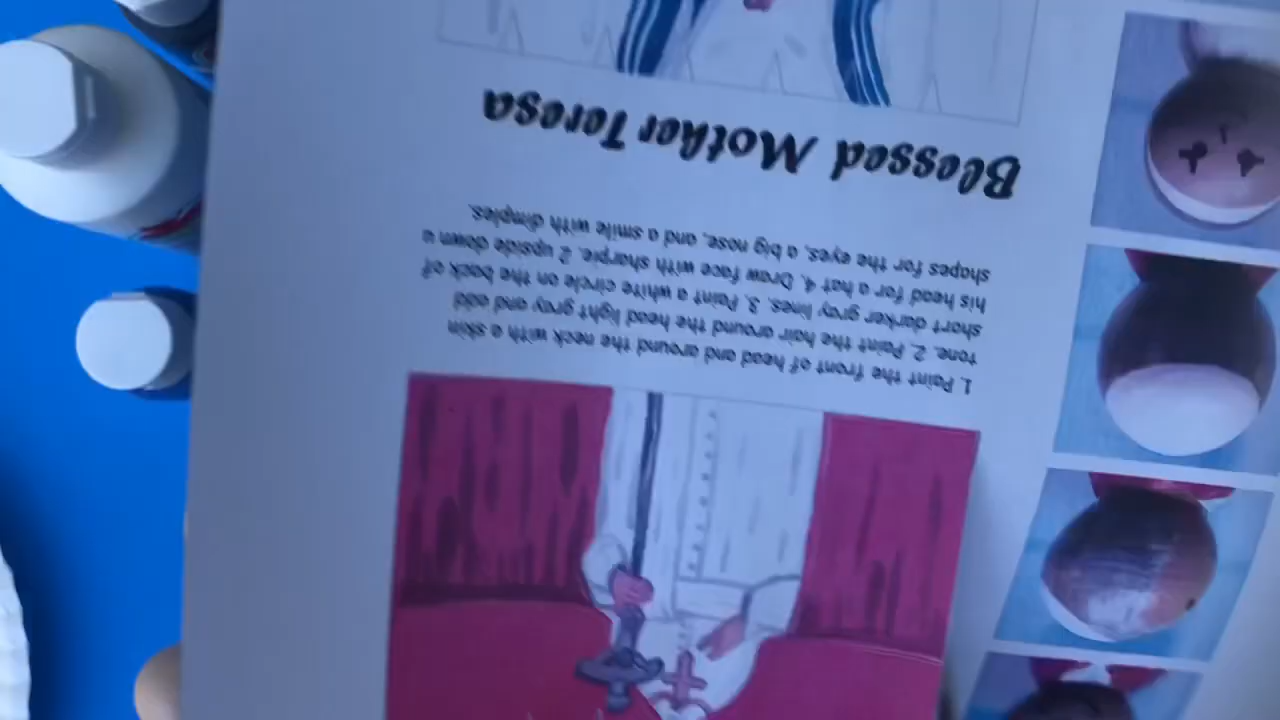 1. Paint the front of head and around the neck with a skin
tone. 2. Paint the hair around the head light gray and add
short darker gray lines. 3. Paint a white circle on the back of
his head for a hat. 4. Draw face with sharpie. 2 upside down u
shapes for the eyes, a big nose, and a smile with dimples.
Blessed Mother Teresa